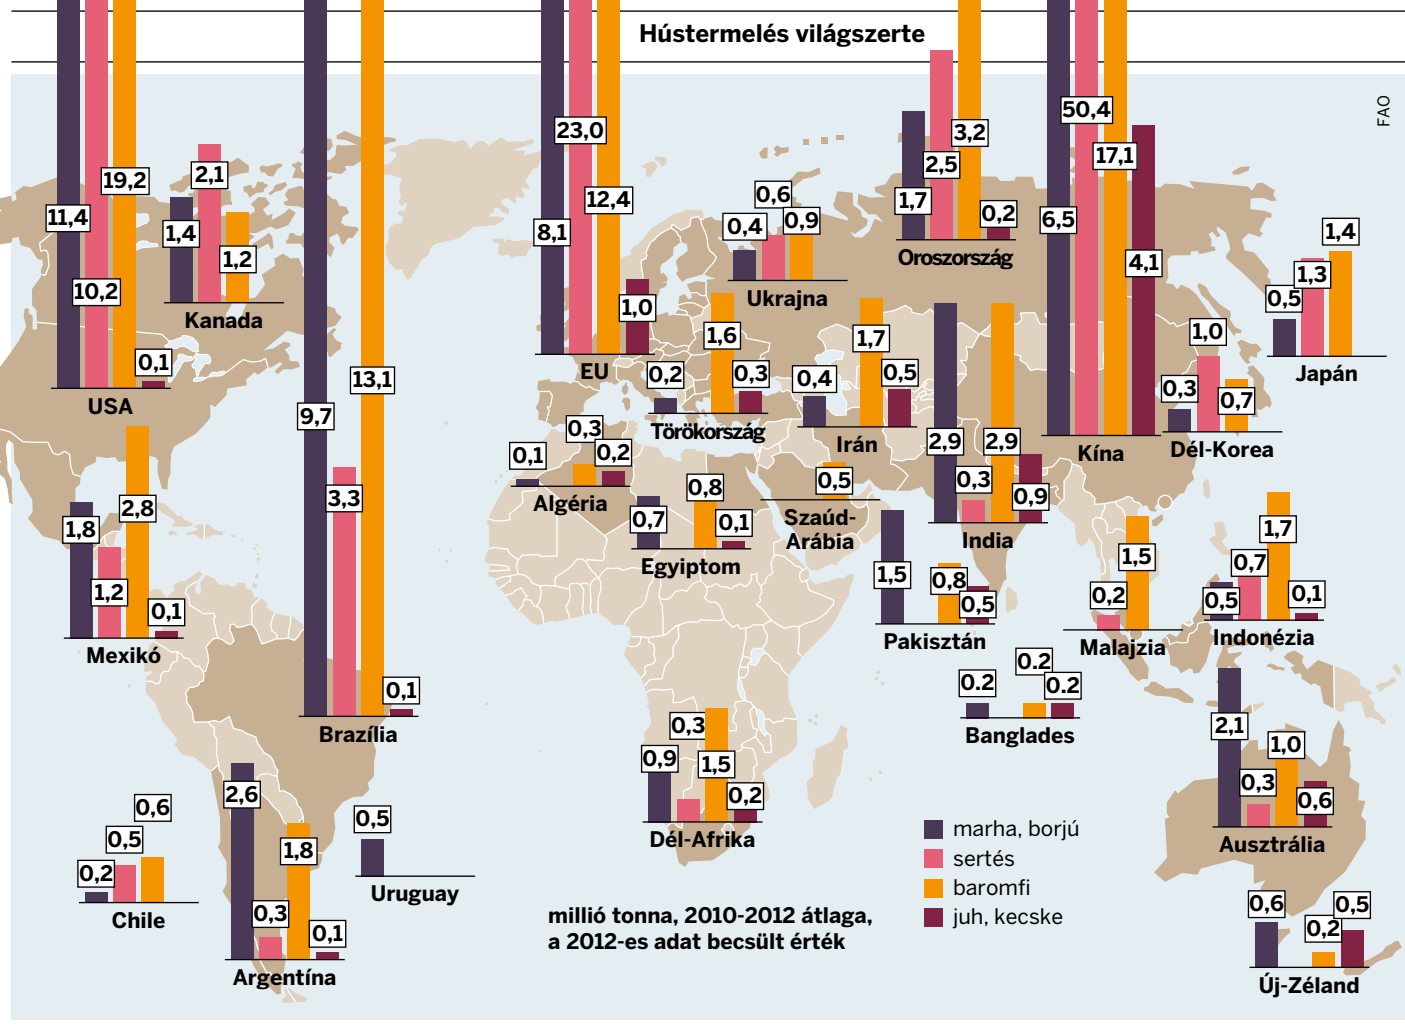 Hústermelés világszerte
FAO
11,4
10,2
19,2
0,1
USA
1,4
2,1
1,2
Kanada
9,7
3,3
13,1
0,1
Brazília
8,1
23,0
12,4
1,0
EU
0,4
0,6
0,9
Ukrajna
1,7
2,5
3,2
0,2
Oroszország
6,5
50,4
17,1
4,1
Kína
0,5
1,3
1,4
Japán
0,3
1,0
0,7
Dél-Korea
0,2
1,6
0,3
Törökország
0,4
1,7
0,5
Irán
2,9
0,3
2,9
0,9
India
0,1
0,3
0,2
Algéria
0,7
0,8
0,1
Egyiptom
0,5
Szaúd-
Arábia
1,8
1,2
2,8
0,1
Mexikó
1,5
0,8
0,5
Pakisztán
0,2
1,5
Malajzia
0,5
0,7
1,7
0,1
Indonézia
0.2
0.2
0.2
Banglades
0,9
0,3
1,5
0,2
Dél-Afrika
2,1
0,3
1,0
0,6
Ausztrália
0,2
0,5
0,6
Chile
2,6
0,3
1,8
0,1
Argentína
0,5
Uruguay
0,6
0,2
0,5
Új-Zéland
marha, borjú
sertés
baromfi
juh, kecske
millió tonna, 2010-2012 átlaga,
a 2012-es adat becsült érték